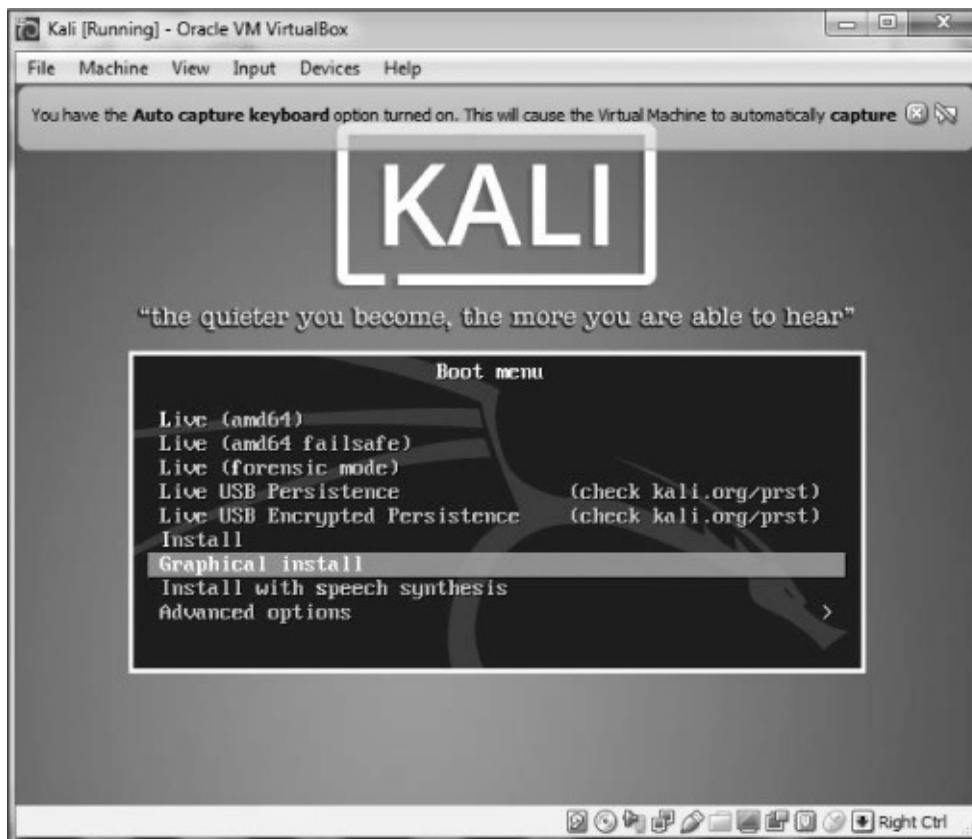 Kali [Running] - Oracle VM VirtualBox
File Machine View Input Devices Help
You have the Auto capture keyboard option turned on. This will cause the Virtual Machine to automatically capture
KALI
“the quieter you become, the more you are able to hear”
Boot menu
Live (amd64)
Live (amd64 failsafe)
Live (forensic mode)
Live USB Persistence (check kali.org/prst)
Live USB Encrypted Persistence (check kali.org/prst)
Install
Graphical install
Install with speech synthesis
Advanced options >
Right Ctrl